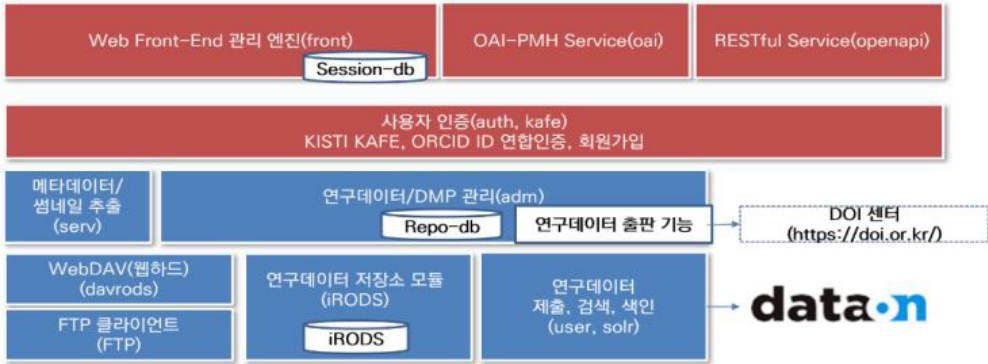 Web Front-End 관리 엔진(front)
Session-db
OAI-PMH Service(oai)
RESTful Service(openapi)
사용자 인증(auth, kafe)
KISTI KAFE, ORCID ID 연합인증, 회원가입
메타데이터/
썸네일 추출
(serv)
연구데이터/DMP 관리(adm)
Repo-db
연구데이터 출판 기능
DOI 센터
(https://doi.or.kr/)
WebDAV(웹하드)
(davrods)
FTP 클라이언트
(FTP)
연구데이터 저장소 모듈
(iRODS)
iRODS
연구데이터
제출, 검색, 색인
(user, solr)
data•n